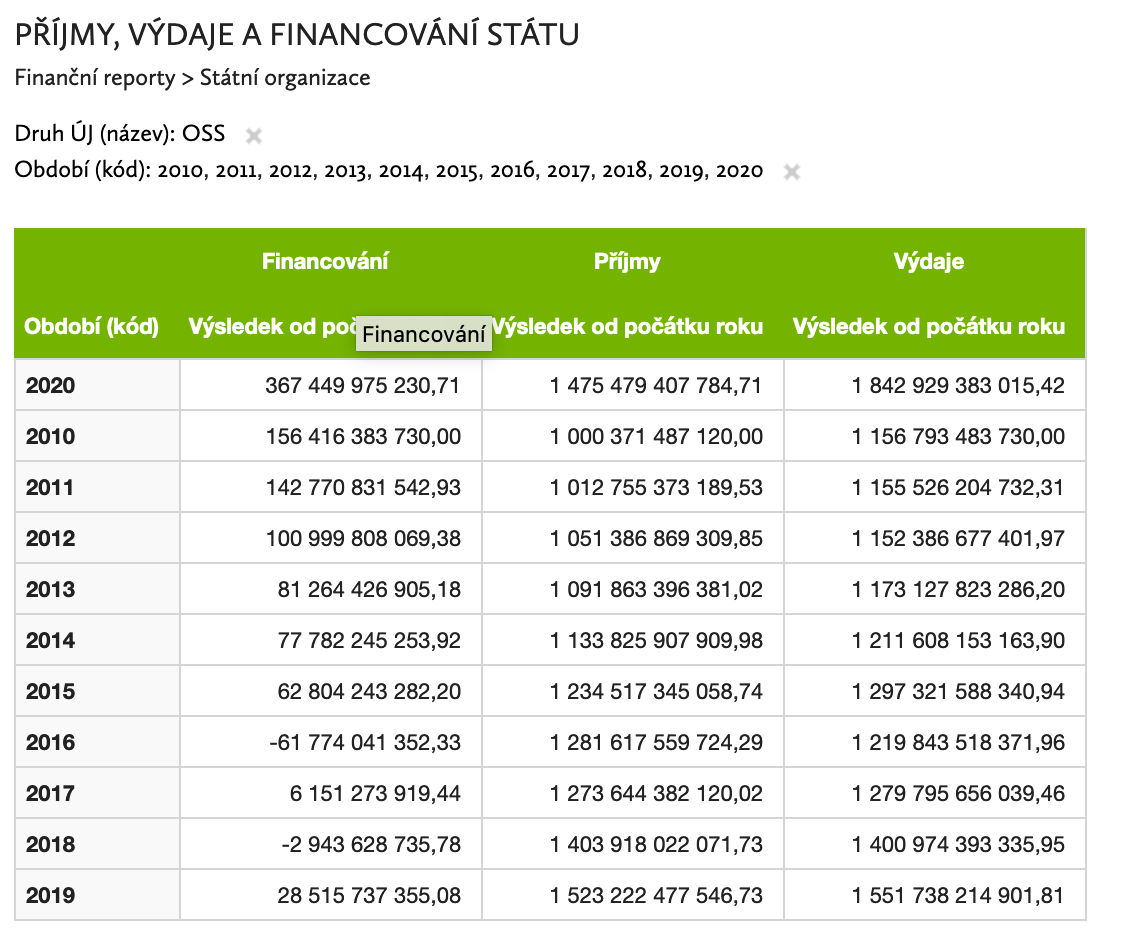 PŘÍJMY, VÝDAJE A FINANCOVÁNÍ STÁTU
Finanční reporty > Státní organizace
Druh ÚJ (název): OSS
Období (kód): 2010, 2011, 2012, 2013, 2014, 2015, 2016, 2017, 2018, 2019, 2020
Financování Příjmy Výdaje
Období (kód) Výsledek od Financování Výsledek od počátku roku Výsledek od počátku roku
2020 367 449 975 230,71 1 475 479 407 784,71 1 842 929 383 015,42
2010 156 416 383 730,00 1 000 371 487 120,00 1 156 793 483 730,00
2011 142 770 831 542,93 1 012 755 373 189,53 1 155 526 204 732,31
2012 100 999 808 069,38 1 051 386 869 309,85 1 152 386 677 401,97
2013 81 264 426 905,18 1 091 863 396 381,02 1 173 127 823 286,20
2014 77 782 245 253,92 1 133 825 907 909,98 1 211 608 153 163,90
2015 62 804 243 282,20 1 234 517 345 058,74 1 297 321 588 340,94
2016 -61 774 041 352,33 1 281 617 559 724,29 1 219 843 518 371,96
2017 6 151 273 919,44 1 273 644 382 120,02 1 279 795 656 039,46
2018 -2 943 628 735,78 1 403 918 022 071,73 1 400 974 393 335,95
2019 28 515 737 355,08 1 523 222 477 546,73 1 551 738 214 901,81